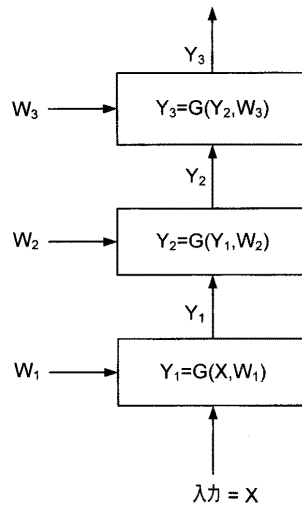 Y₃
W₃
Y₃=G(Y₂,W₃)
Y₂
W₂
Y₂=G(Y₁,W₂)
Y₁
W₁
Y₁=G(X,W₁)
入力 = X